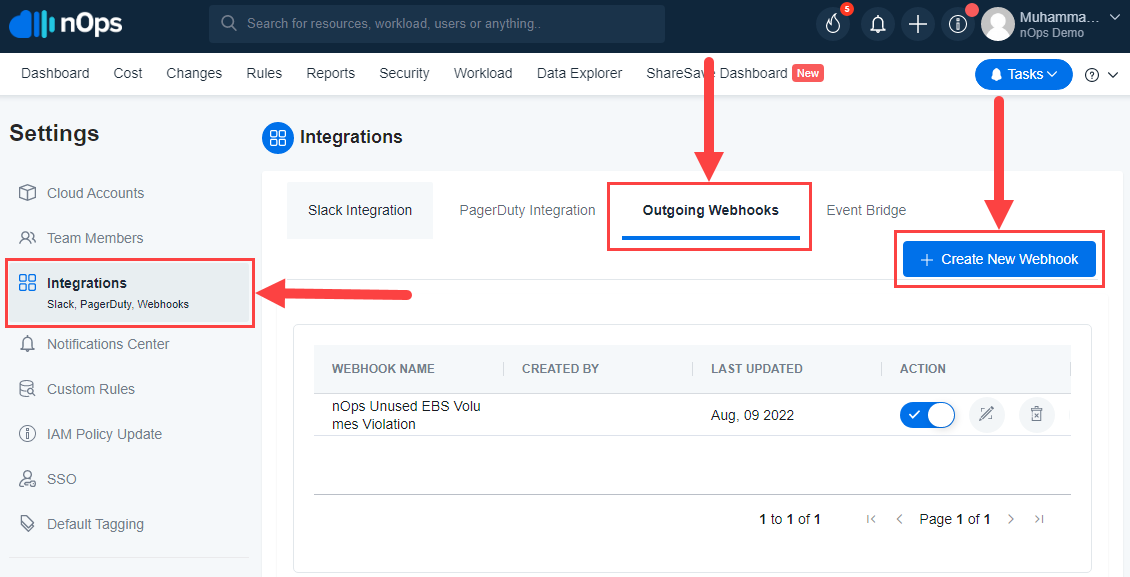 nOps
Search for resources, workload, users or anything..
5
Muhamma...
nOps Demo
Dashboard
Cost
Changes
Rules
Reports
Security
Workload
Data Explorer
ShareSave Dashboard
New
Tasks
Settings
Cloud Accounts
Team Members
Integrations
Slack, PagerDuty, Webhooks
Notifications Center
Custom Rules
IAM Policy Update
SSO
Default Tagging
Integrations
Slack Integration
PagerDuty Integration
Outgoing Webhooks
Event Bridge
Create New Webhook
WEBHOOK NAME
CREATED BY
LAST UPDATED
ACTION
nOps Unused EBS Volu
mes Violation
Aug, 09 2022
1 to 1 of 1
Page 1 of 1